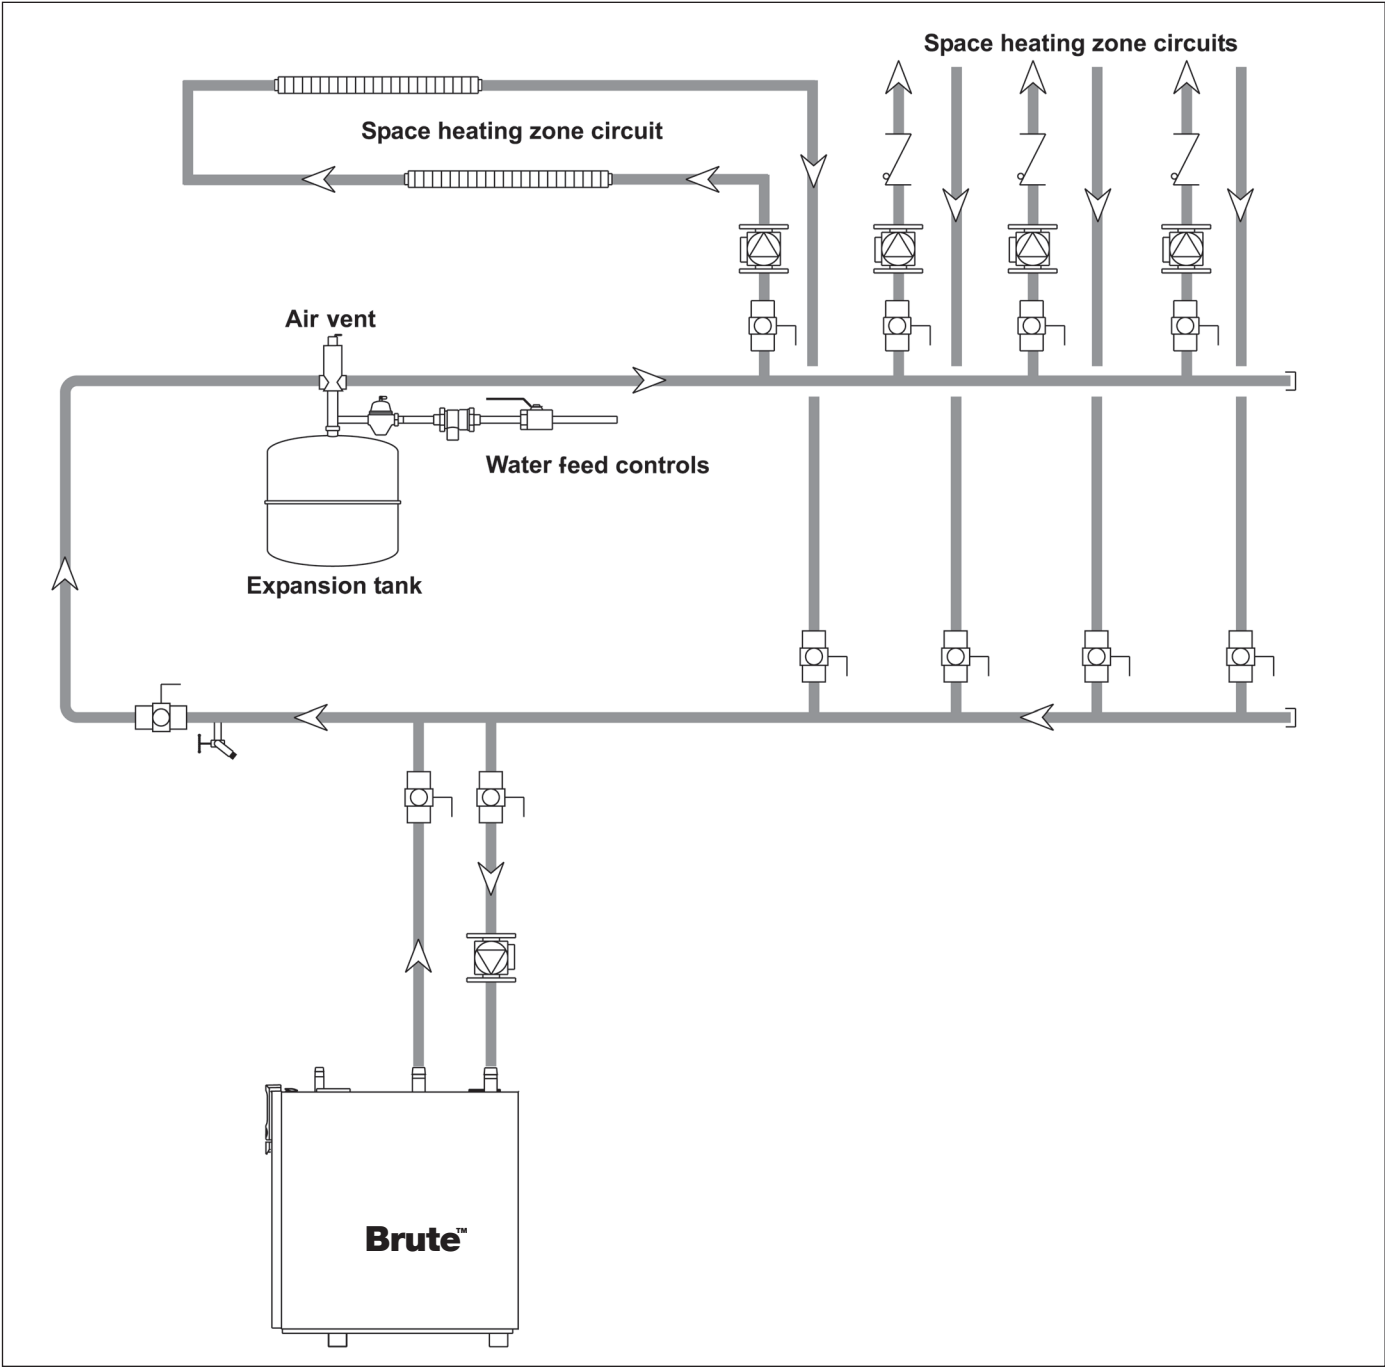 Space heating zone circuits
Space heating zone circuit
Air vent
Water feed controls
Expansion tank
Brute™